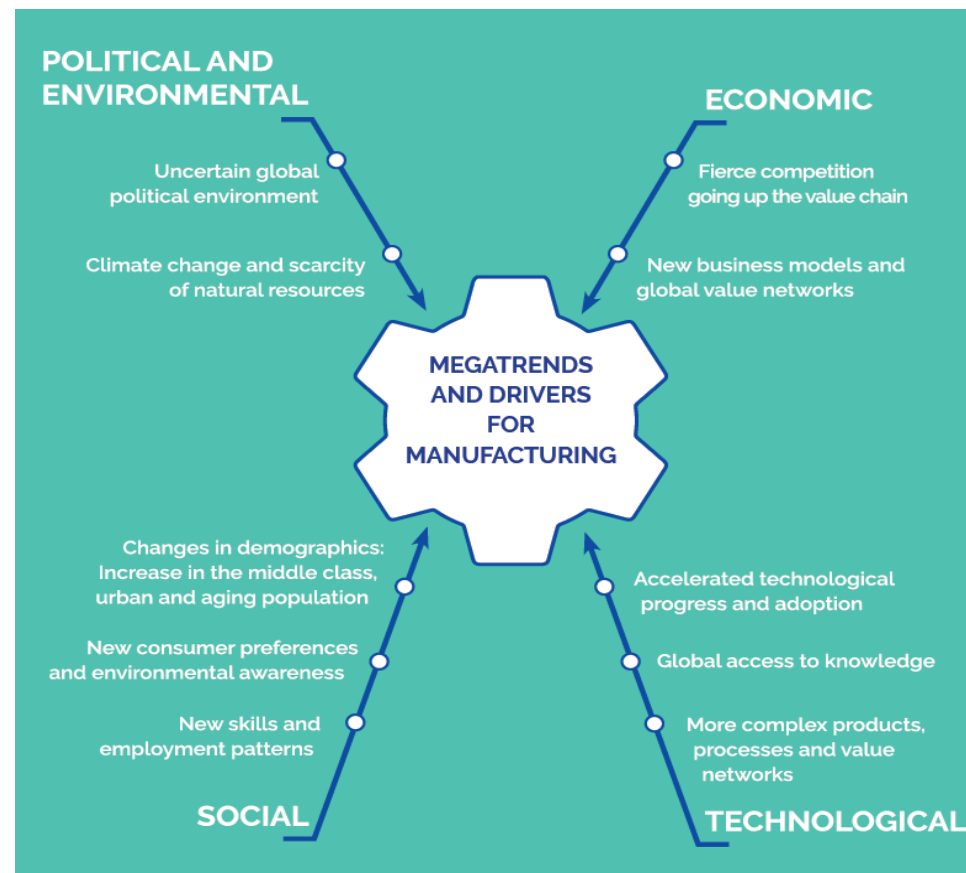 POLITICAL AND
ENVIRONMENTAL
Uncertain global
political environment
Climate change and scarcity
of natural resources
ECONOMIC
Fierce competition
going up the value chain
New business models and
global value networks
MEGATRENDS
AND DRIVERS
FOR
MANUFACTURING
Changes in demographics:
Increase in the middle class,
urban and aging population
New consumer preferences
and environmental awareness
New skills and
employment patterns
SOCIAL
Accelerated technological
progress and adoption
Global access to knowledge
More complex products,
processes and value
networks
TECHNOLOGICAL